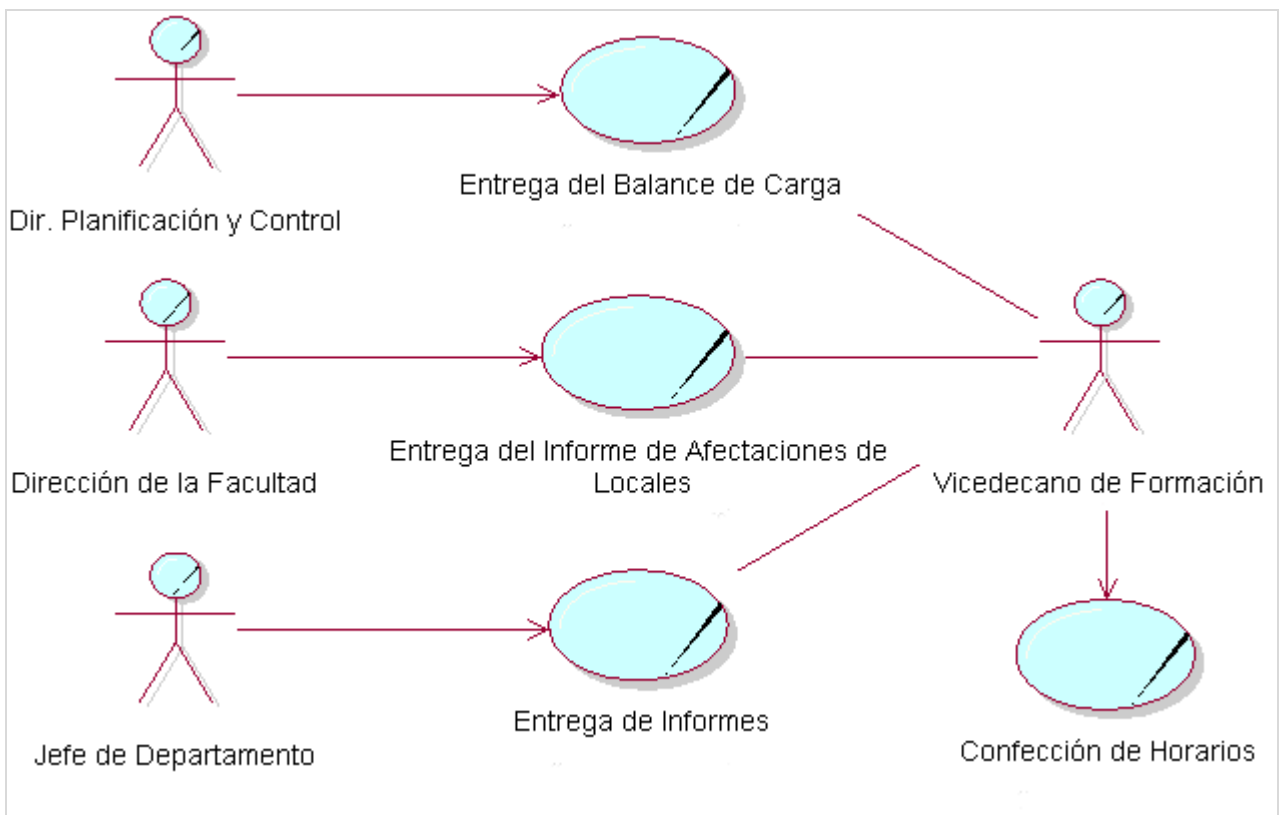 Entrega del Balance de Carga
Dir. Planificación y Control
Entrega del Informe de Afectaciones de
Locales
Dirección de la Facultad
Vicedecano de Formación
Entrega de Informes
Jefe de Departamento
Confección de Horarios